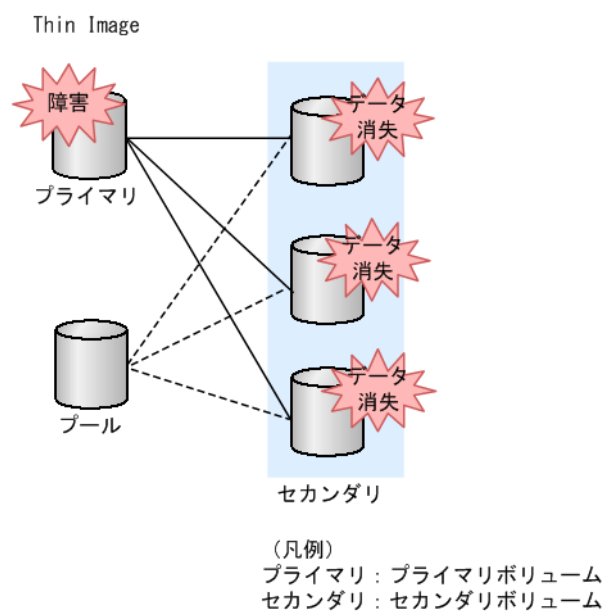 Thin Image
障害
プライマリ
データ
消失
データ
消失
データ
消失
プール
セカンダリ
（凡例）
プライマリ：プライマリボリューム
セカンダリ：セカンダリボリューム